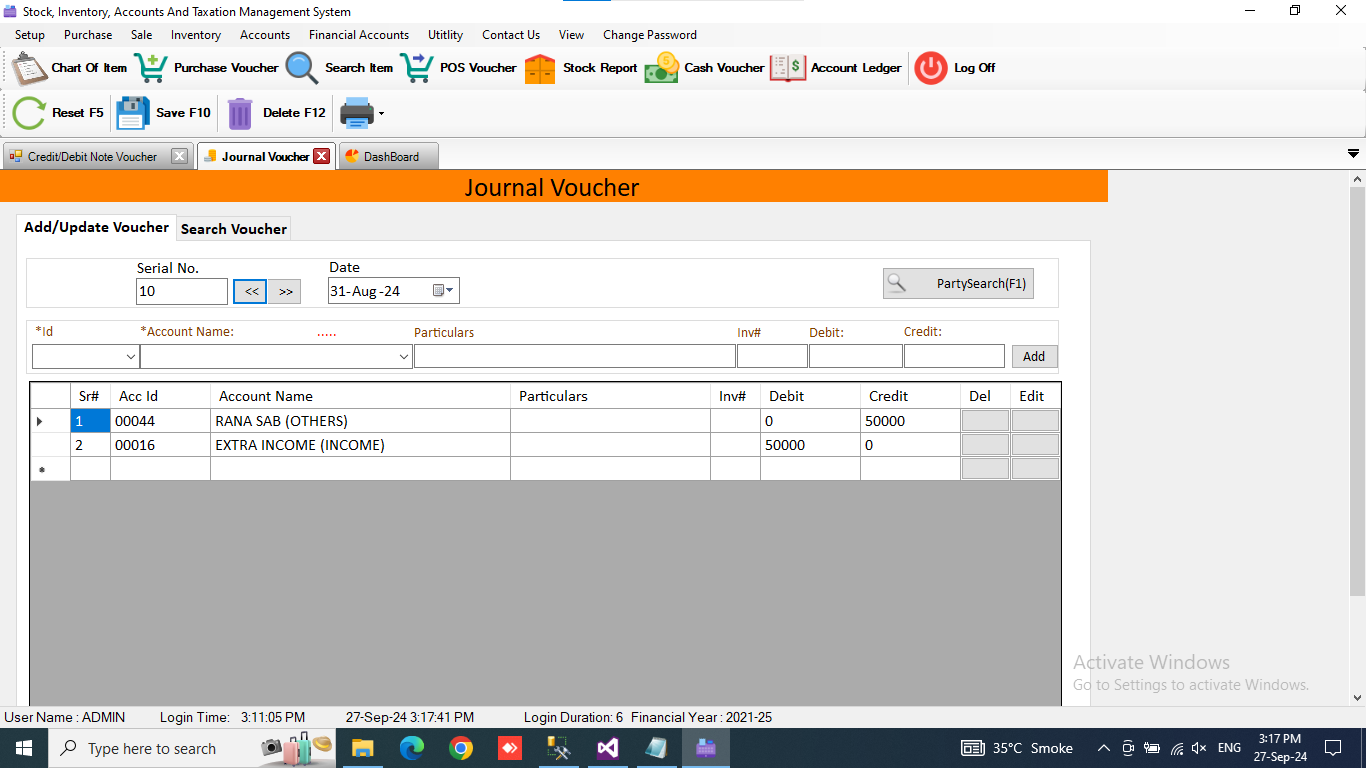 Stock, Inventory, Accounts And Taxation Management System
Setup Purchase Sale Inventory Accounts Financial Accounts Uitility Contact Us View Change Password
Chart Of Item Purchase Voucher Search Item POS Voucher Stock Report Cash Voucher Account Ledger Log Off
Reset F5 Save F10 Delete F12
Credit/Debit Note Voucher Journal Voucher DashBoard
Journal Voucher
Add/Update Voucher Search Voucher
Serial No. Date
10 << >> 31-Aug -24 PartySearch(F1)
*Id *Account Name: ..... Particulars Inv# Debit: Credit:
Add
Sr# Acc Id Account Name Particulars Inv# Debit Credit Del Edit
1 00044 RANA SAB (OTHERS) 0 50000
2 00016 EXTRA INCOME (INCOME) 50000 0
Activate Windows
Go to Settings to activate Windows.
User Name : ADMIN Login Time: 3:11:05 PM 27-Sep-24 3:17:41 PM Login Duration: 6 Financial Year : 2021-25
Type here to search 35°C Smoke ENG 3:17 PM
27-Sep-24